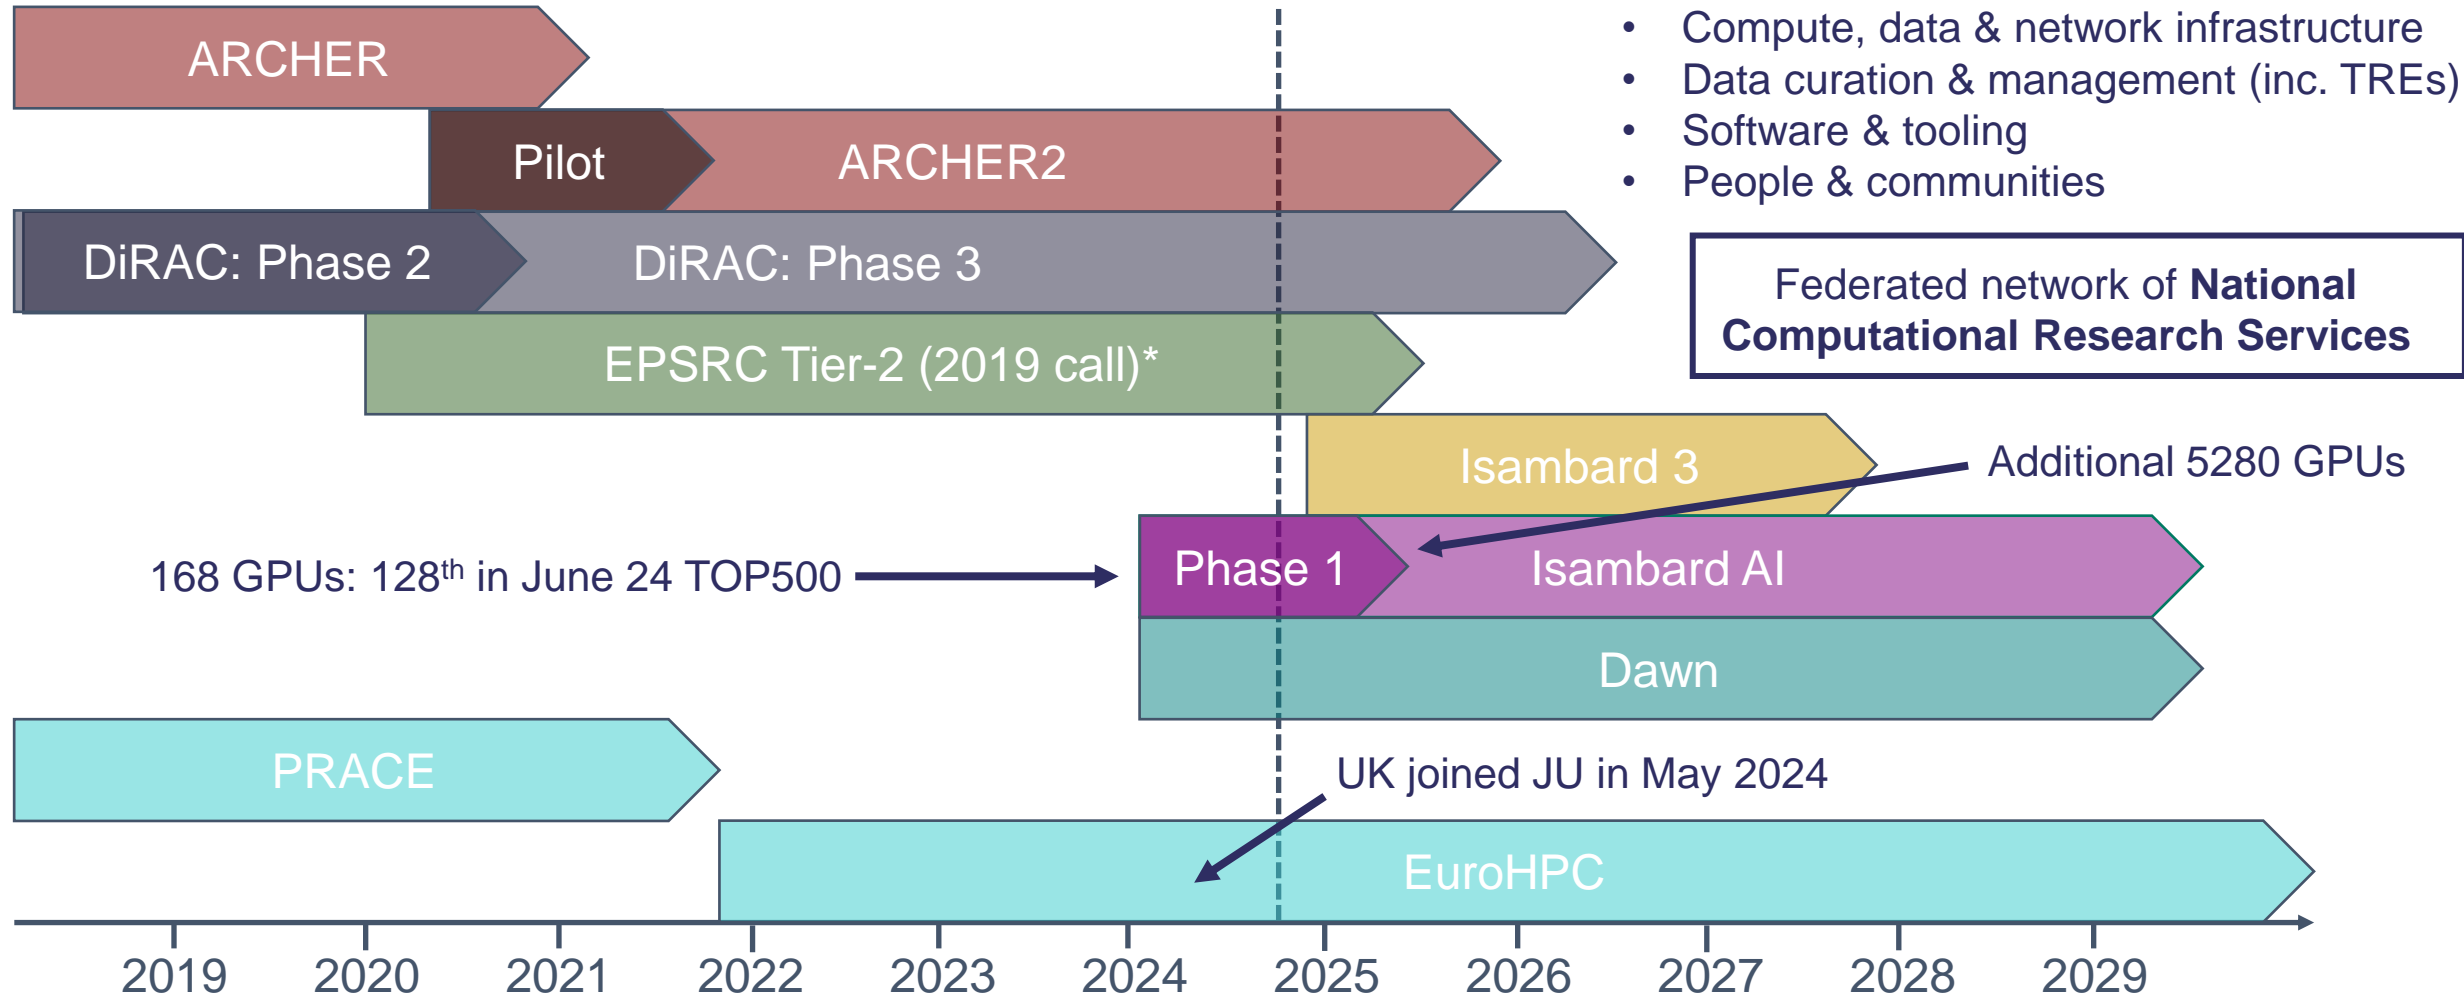 ARCHER
• Compute, data & network infrastructure
• Data curation & management (inc. TREs)
• Software & tooling
• People & communities
Pilot
ARCHER2
DiRAC: Phase 2
DiRAC: Phase 3
Federated network of National
Computational Research Services
EPSRC Tier-2 (2019 call)*
Isambard 3
Additional 5280 GPUs
168 GPUs: 128th in June 24 TOP500
Phase 1
Isambard AI
Dawn
PRACE
UK joined JU in May 2024
EuroHPC
2019 2020 2021 2022 2023 2024 2025 2026 2027 2028 2029